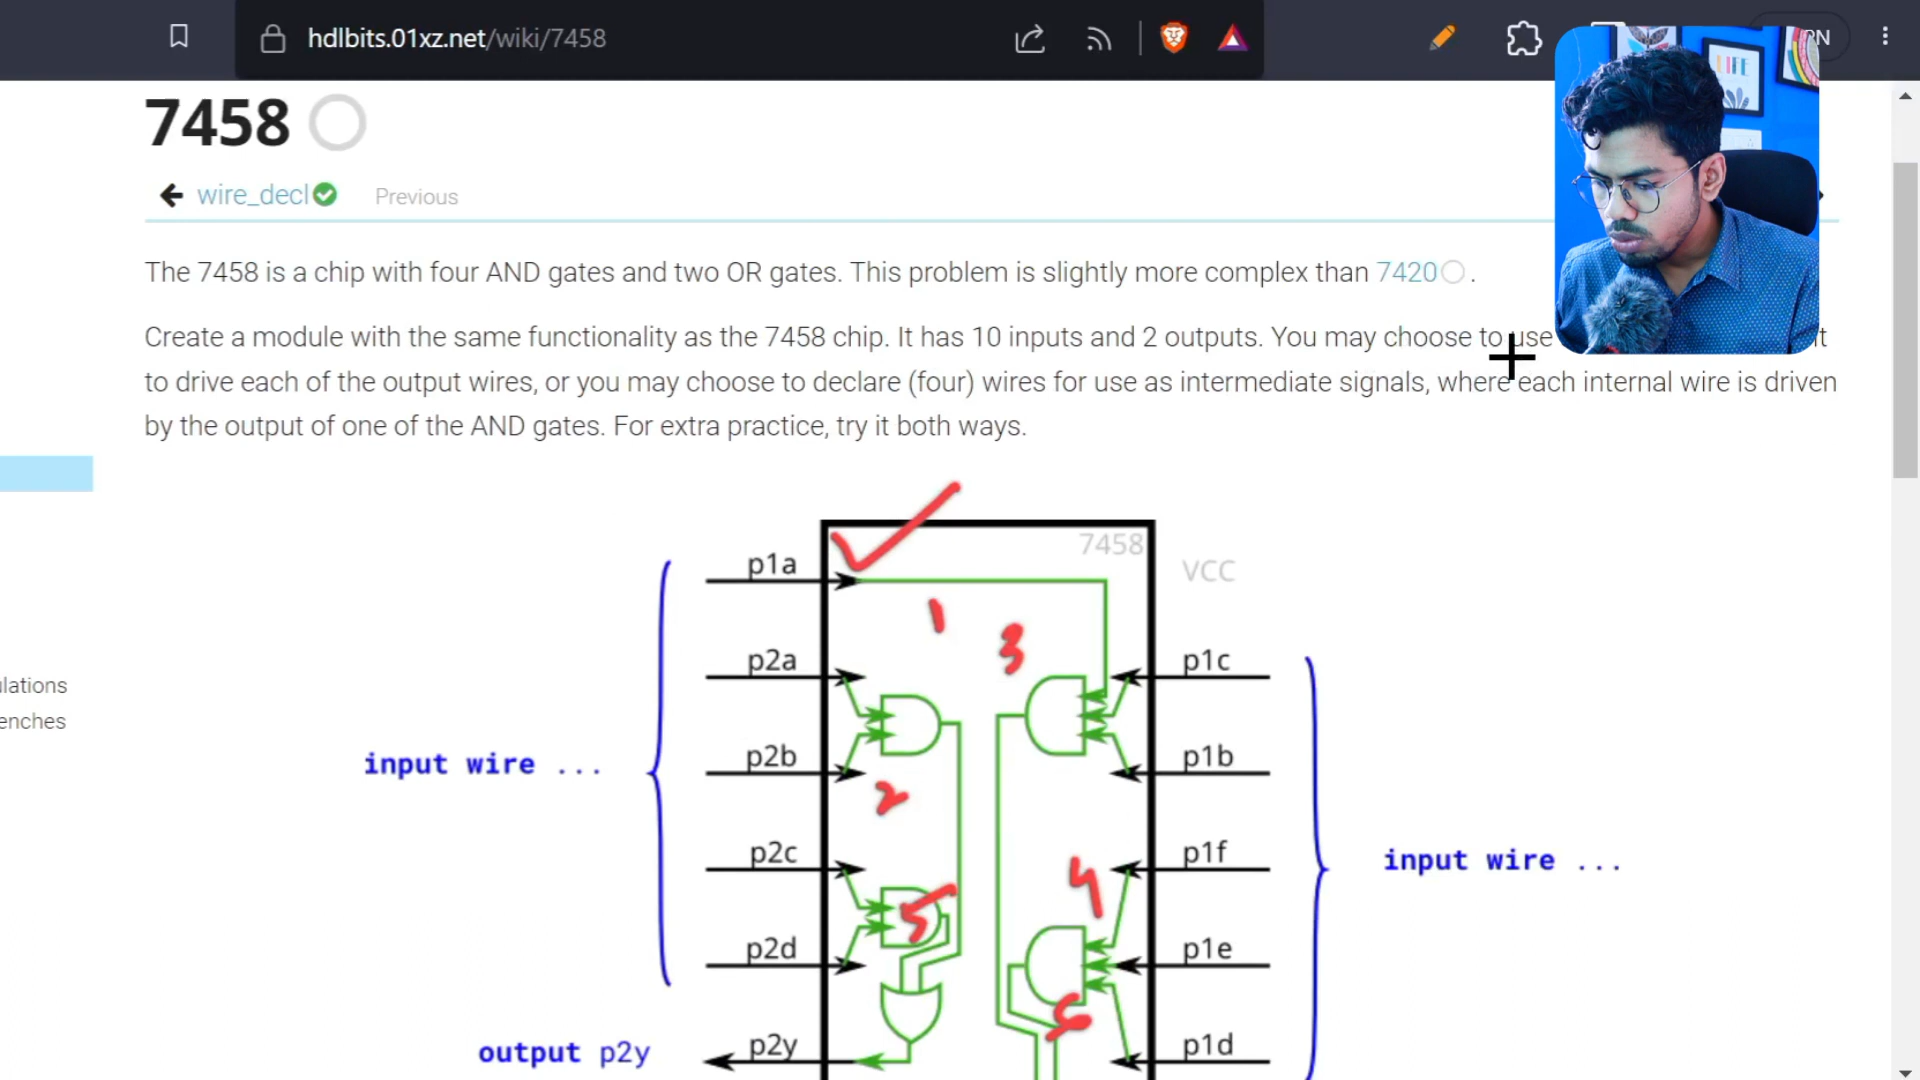 hdlbits.01xz.net/wiki/7458
PN
LIFE
7458
wire_decl Previous
The 7458 is a chip with four AND gates and two OR gates. This problem is slightly more complex than 7420 .
Create a module with the same functionality as the 7458 chip. It has 10 inputs and 2 outputs. You may choose to use
to drive each of the output wires, or you may choose to declare (four) wires for use as intermediate signals, where each internal wire is driven
by the output of one of the AND gates. For extra practice, try it both ways.
lations
enches
7458
p1a
VCC
1
3
p2a
p1c
p2b
p1b
input wire ...
2
p2c
p1f
4
input wire ...
5
p2d
p1e
6
p2y
p1d
output p2y